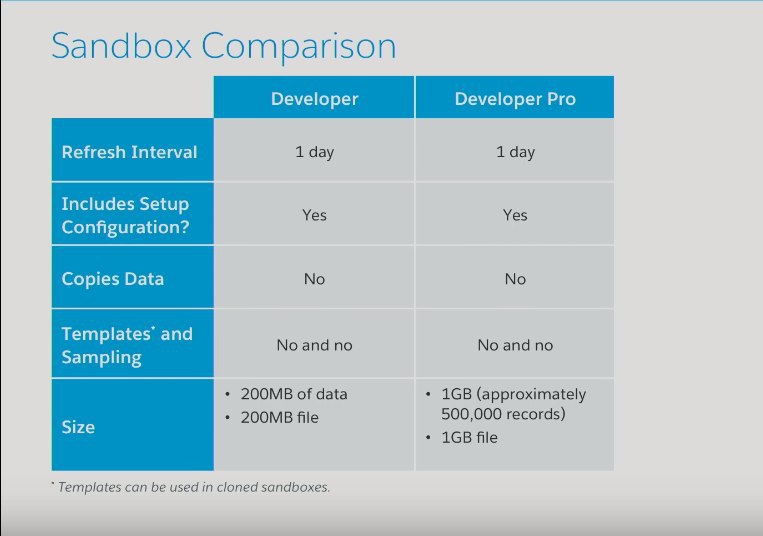 Sandbox Comparison
Developer
Developer Pro
Refresh Interval
1 day
1 day
Includes Setup
Configuration?
Yes
Yes
Copies Data
No
No
Templates* and
Sampling
No and no
No and no
Size
• 200MB of data
• 200MB file
• 1GB (approximately
500,000 records)
• 1GB file
* Templates can be used in cloned sandboxes.